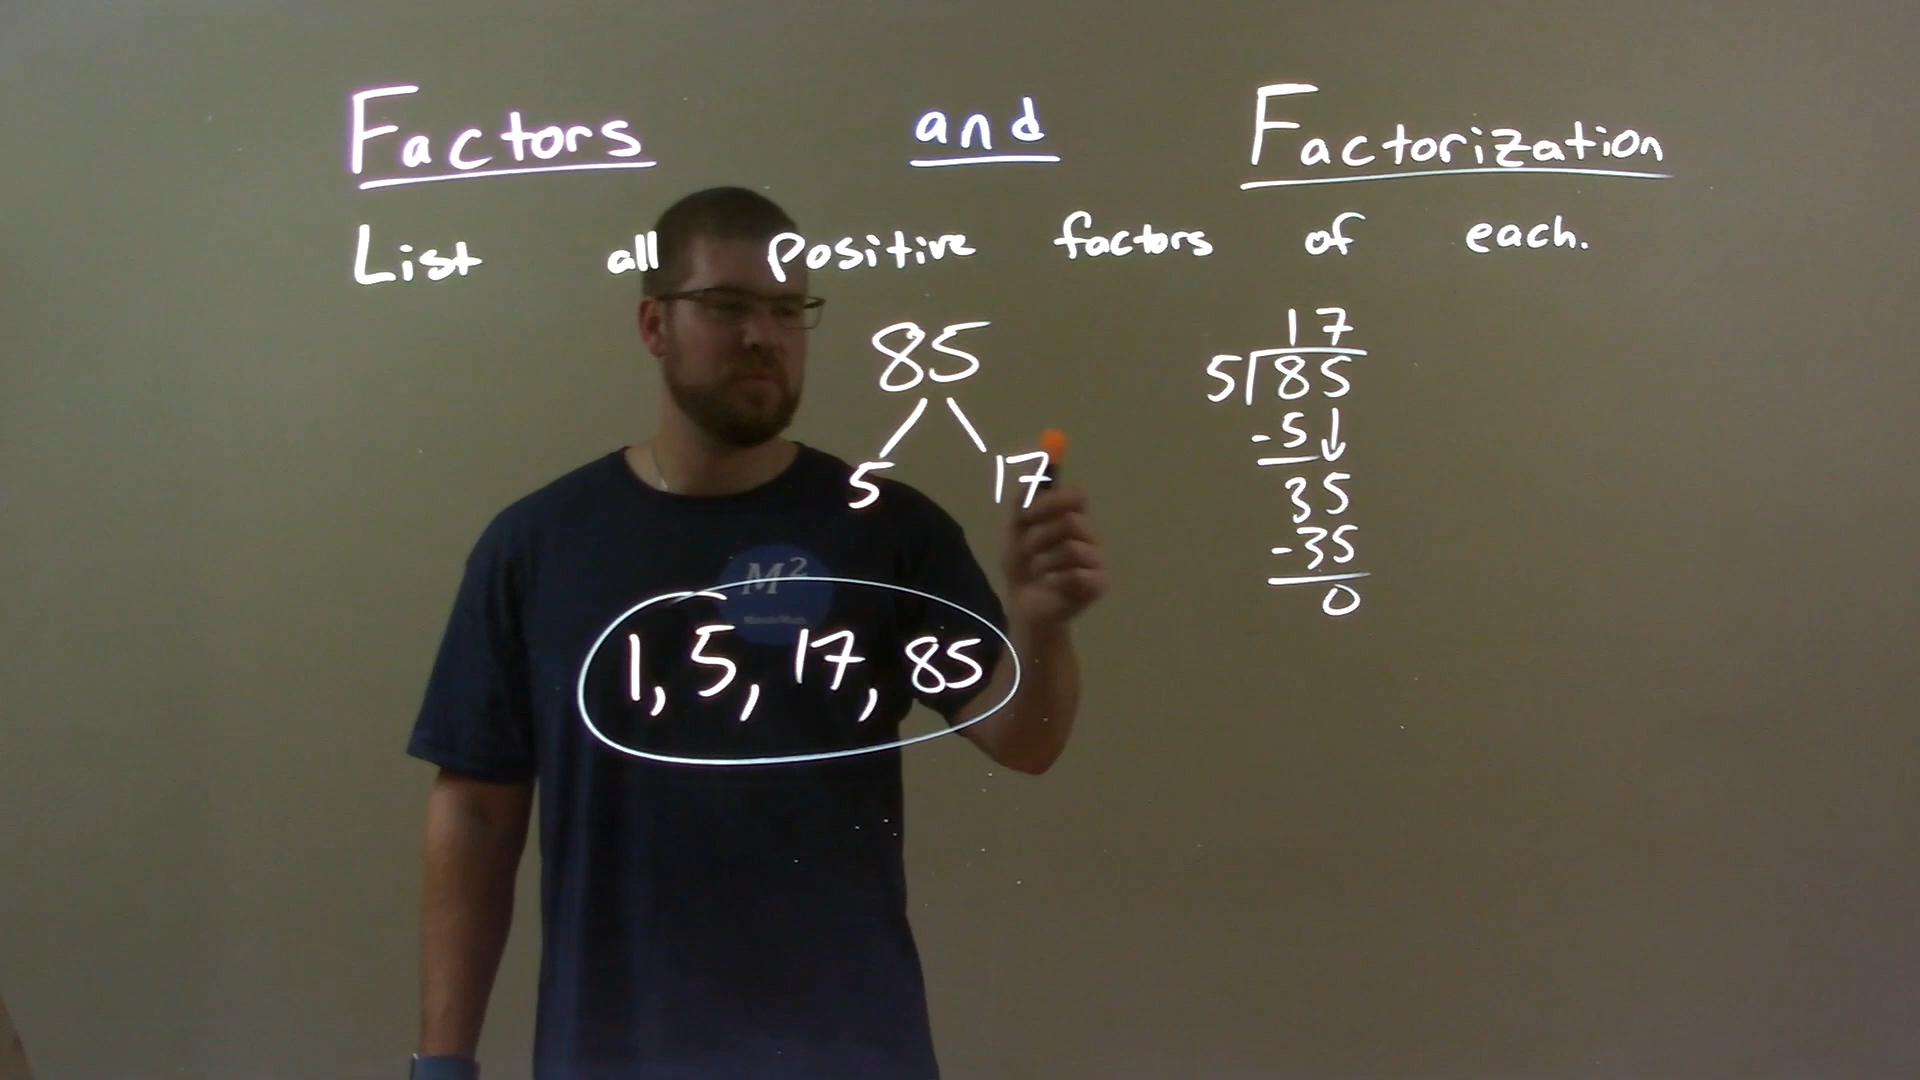 Factors and Factorization
List all positive factors of each.
85
5 17
1, 5, 17, 85
17
5 85
-5↓
35
-35
0
M²